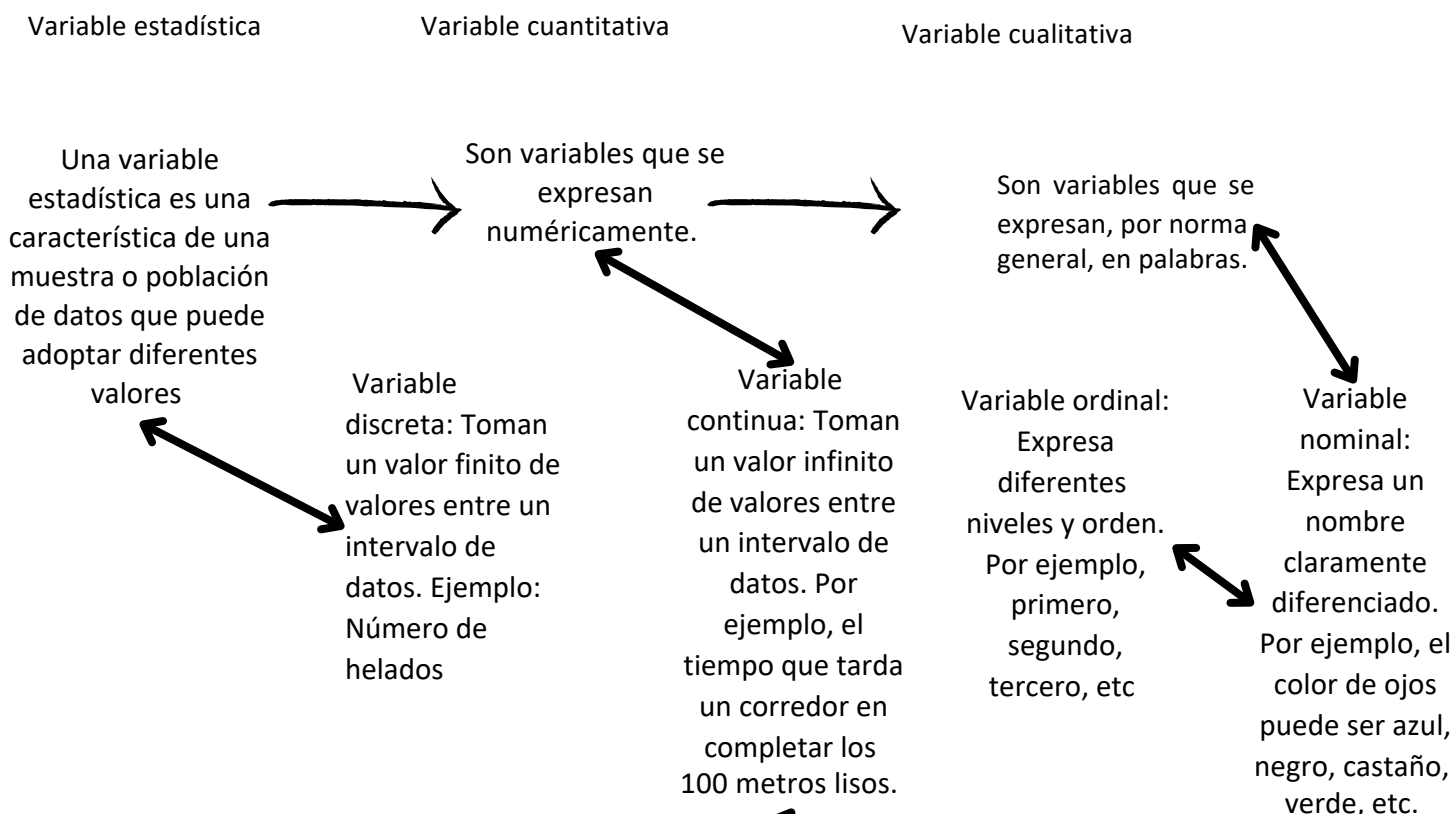 Variable estadística
Variable cuantitativa
Variable cualitativa
Una variable
estadística es una
característica de una
muestra o población
de datos que puede
adoptar diferentes
valores
Son variables que se
expresan
numéricamente.
Son variables que se
expresan, por norma
general, en palabras.
Variable
discreta: Toman
un valor finito de
valores entre un
intervalo de
datos. Ejemplo:
Número de
helados
Variable
continua: Toman
un valor infinito
de valores entre
un intervalo de
datos. Por
ejemplo, el
tiempo que tarda
un corredor en
completar los
100 metros lisos.
Variable ordinal:
Expresa
diferentes
niveles y orden.
Por ejemplo,
primero,
segundo,
tercero, etc
Variable
nominal:
Expresa un
nombre
claramente
diferenciado.
Por ejemplo, el
color de ojos
puede ser azul,
negro, castaño,
verde, etc.